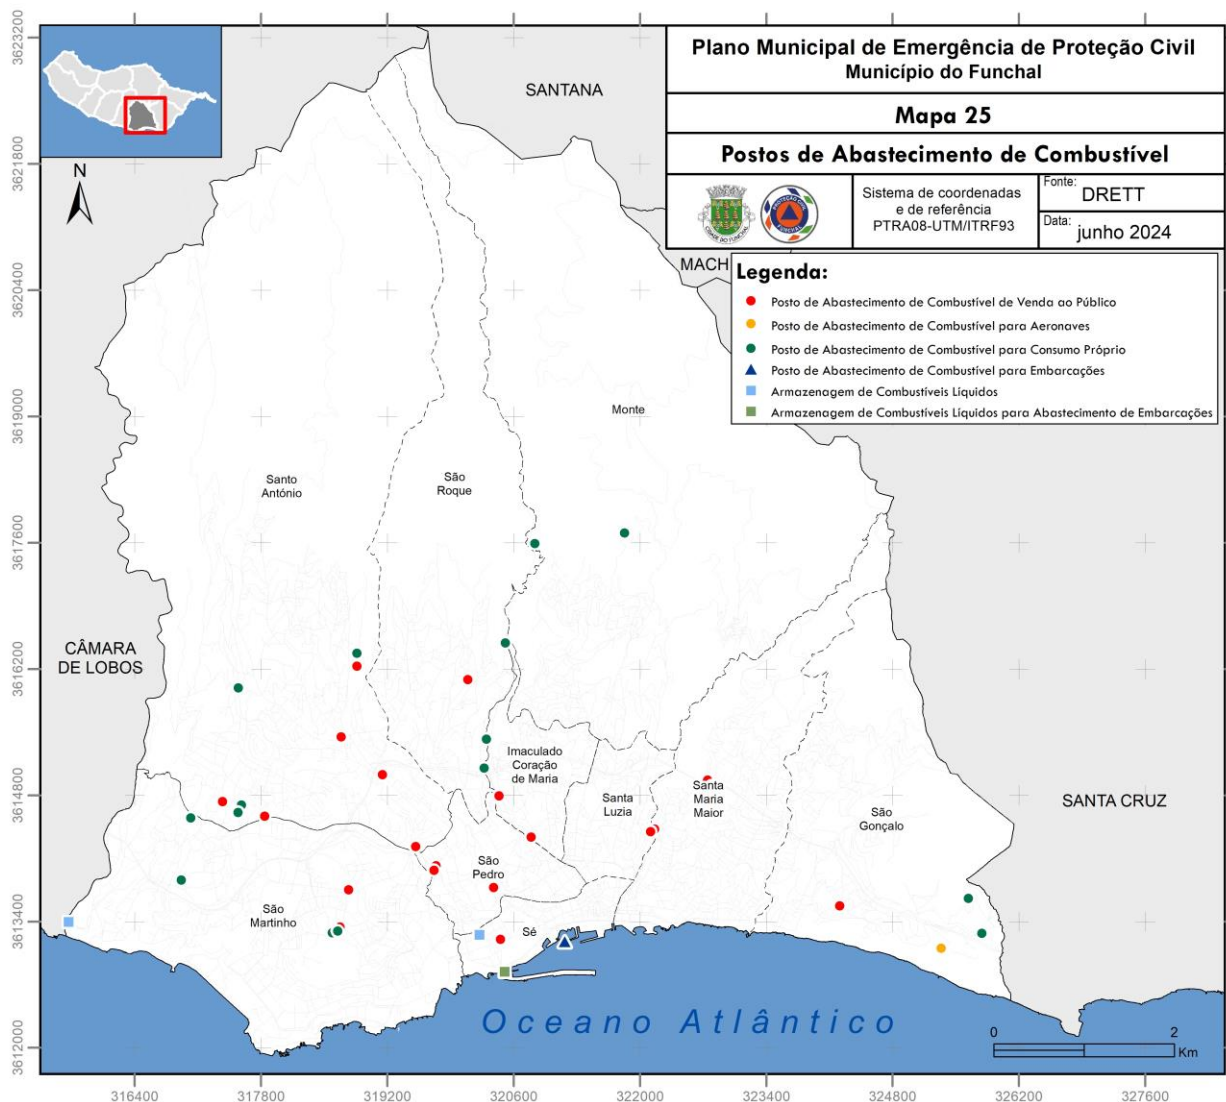 Plano Municipal de Emergência de Proteção Civil
Município do Funchal
Mapa 25
Postos de Abastecimento de Combustível
CIDADE DO FUNCHAL
PROTEÇÃO CIVIL
FUNCHAL
Sistema de coordenadas
e de referência
PTRA08-UTM/ITRF93
Fonte:
DRETT
Data:
junho 2024
Legenda:
Posto de Abastecimento de Combustível de Venda ao Público
Posto de Abastecimento de Combustível para Aeronaves
Posto de Abastecimento de Combustível para Consumo Próprio
Posto de Abastecimento de Combustível para Embarcações
Armazenagem de Combustíveis Líquidos
Armazenagem de Combustíveis Líquidos para Abastecimento de Embarcações
N
SANTANA
MACH
CÂMARA
DE LOBOS
SANTA CRUZ
Monte
Santo
António
São
Roque
Imaculado
Coração
de Maria
Santa
Luzia
Santa
Maria
Maior
São
Gonçalo
São
Pedro
São
Martinho
Sé
Oceano Atlântico
0 2
Km
3623200
3621800
3620400
3619000
3617600
3616200
3614800
3613400
3612000
316400 317800 319200 320600 322000 323400 324800 326200 327600